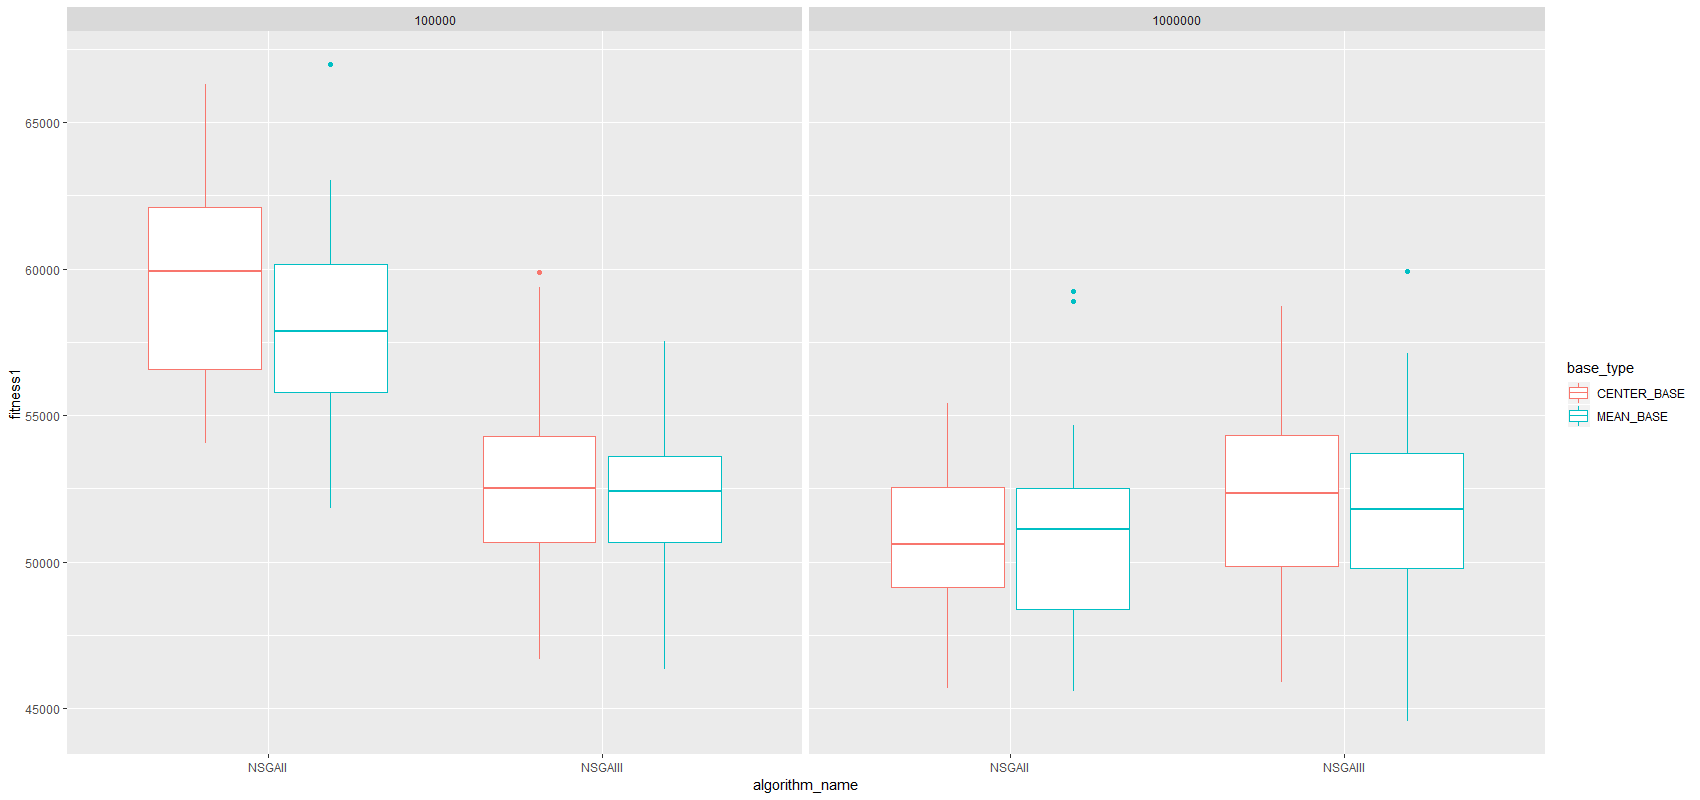 100000
1000000
65000
60000
55000
50000
45000
fitness1
NSGAII
NSGAIII
NSGAII
NSGAIII
algorithm_name
base_type
CENTER_BASE
MEAN_BASE